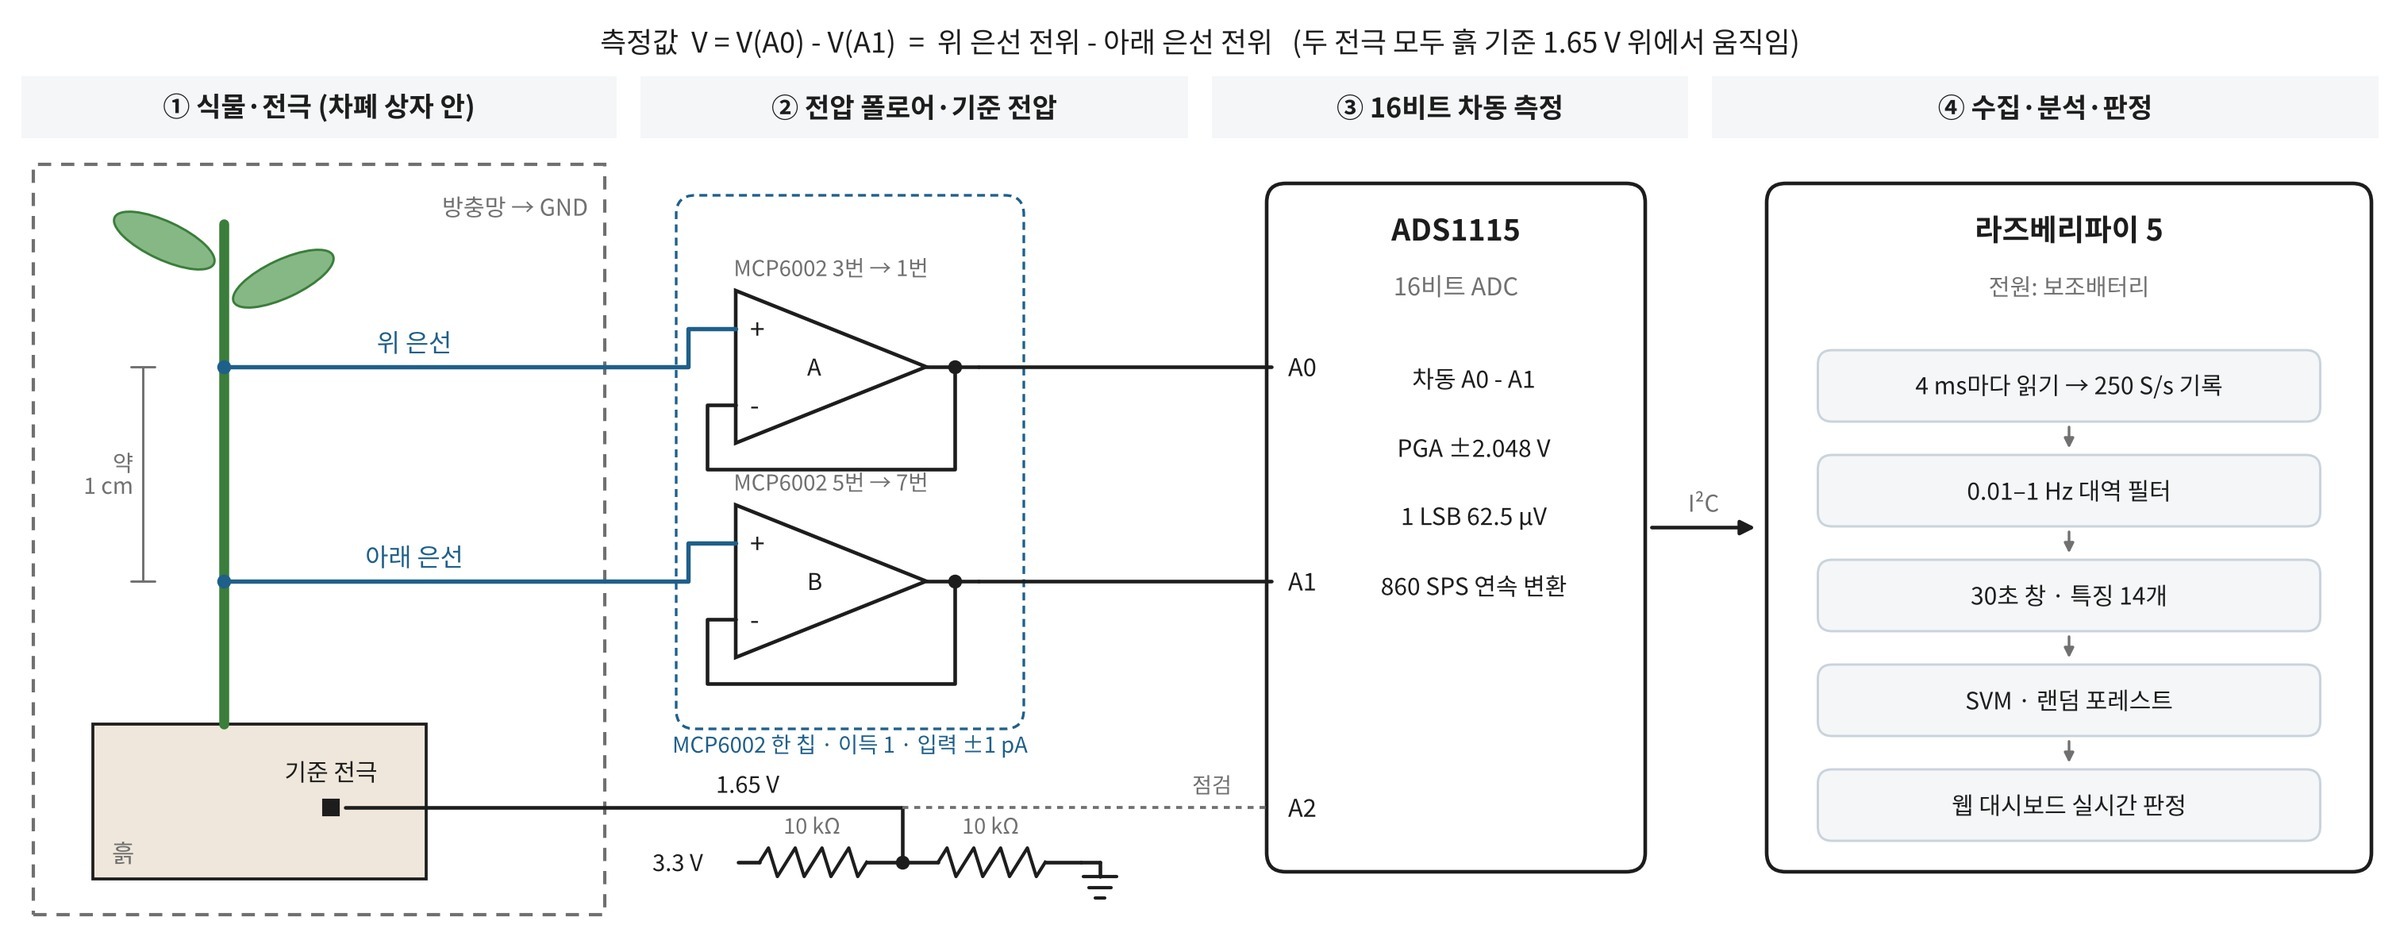 측정값 V = V(A0) - V(A1) = 위 은선 전위 - 아래 은선 전위 (두 전극 모두 흙 기준 1.65 V 위에서 움직임)
① 식물·전극 (차폐 상자 안)
방충망 → GND
위 은선
약
1 cm
아래 은선
기준 전극
흙
② 전압 폴로어·기준 전압
MCP6002 3번 → 1번
+
A
-
MCP6002 5번 → 7번
+
B
-
MCP6002 한 칩 · 이득 1 · 입력 ±1 pA
1.65 V
점검
10 kΩ
10 kΩ
3.3 V
③ 16비트 차동 측정
ADS1115
16비트 ADC
A0
차동 A0 - A1
PGA ±2.048 V
1 LSB 62.5 µV
A1
860 SPS 연속 변환
A2
I²C
④ 수집·분석·판정
라즈베리파이 5
전원: 보조배터리
4 ms마다 읽기 → 250 S/s 기록
0.01–1 Hz 대역 필터
30초 창 · 특징 14개
SVM · 랜덤 포레스트
웹 대시보드 실시간 판정